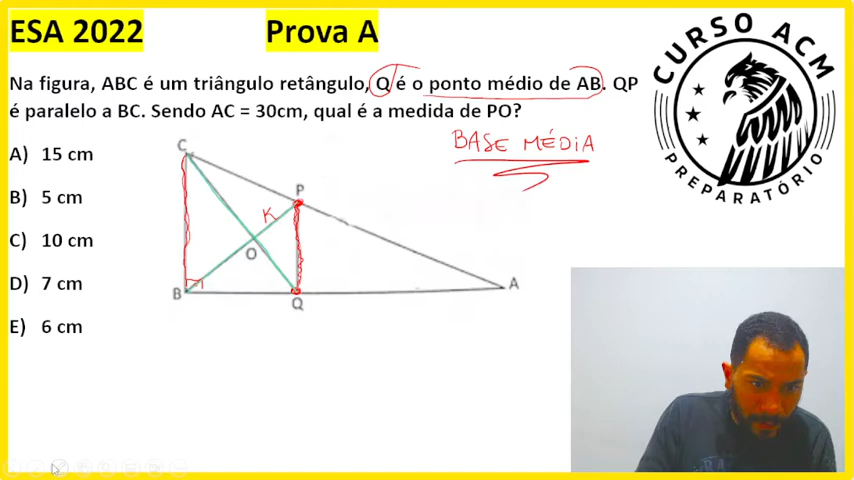 ESA 2022 Prova A
Na figura, ABC é um triângulo retângulo, Q é o ponto médio de AB. QP
é paralelo a BC. Sendo AC = 30cm, qual é a medida de PO?
BASE MÉDIA
A) 15 cm
B) 5 cm
C) 10 cm
D) 7 cm
E) 6 cm
C
P
K
O
A
B
Q
CURSO ACM
PREPARATÓRIO